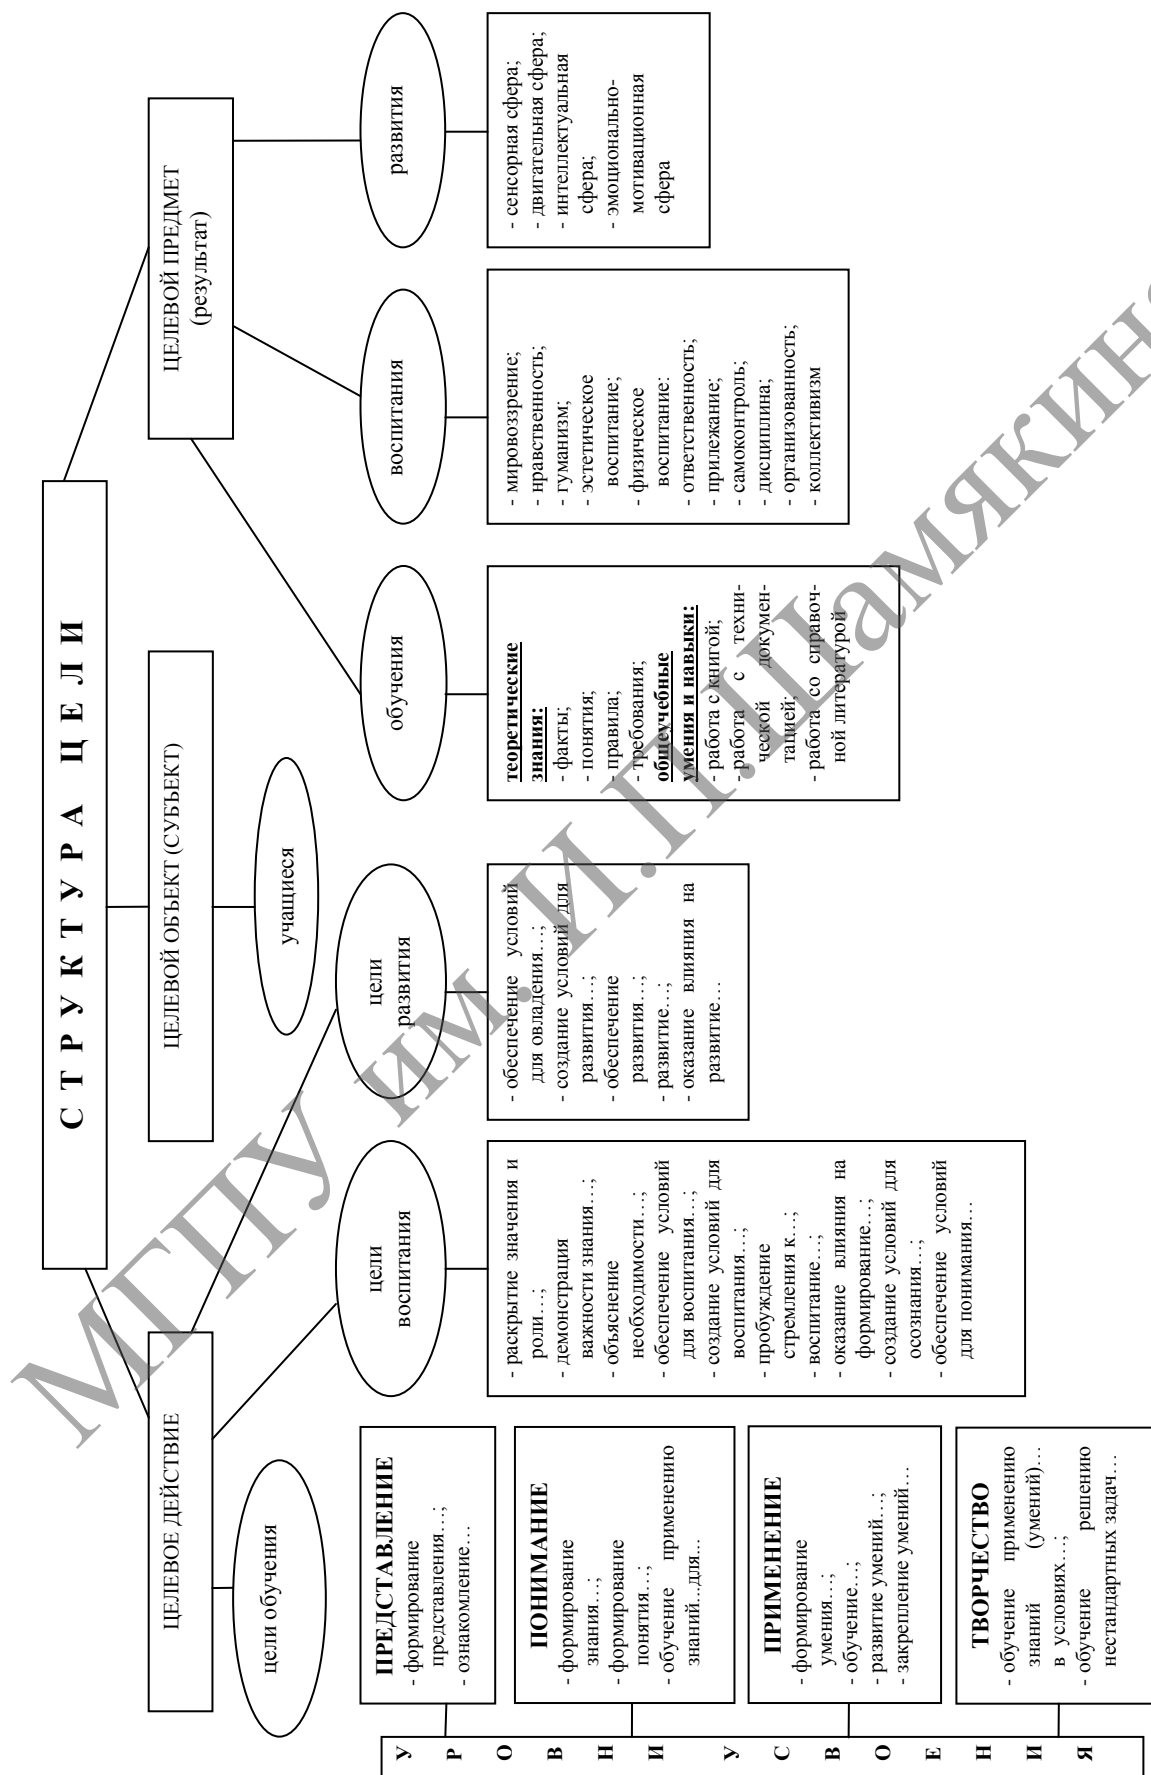 СТРУКТУРА ЦЕЛИ
ЦЕЛЕВОЕ ДЕЙСТВИЕ
ЦЕЛЕВОЙ ОБЪЕКТ (СУБЪЕКТ)
ЦЕЛЕВОЙ ПРЕДМЕТ
(результат)
цели обучения
цели
воспитания
цели
развития
учащиеся
обучения
воспитания
развития
УРОВНИ УСВОЕНИЯ
ПРЕДСТАВЛЕНИЕ
- формирование
представления…;
- ознакомление…
ПОНИМАНИЕ
- формирование
знания…;
- формирование
понятия…;
- обучение применению
знаний...для...
ПРИМЕНЕНИЕ
- формирование
умения…;
- обучение…;
- развитие умений…;
- закрепление умений…
ТВОРЧЕСТВО
- обучение применению
знаний (умений)…
в условиях…;
- обучение решению
нестандартных задач…
- раскрытие значения и
роли…;
- демонстрация
важности знания…;
- объяснение
необходимости…;
- обеспечение условий
для воспитания…;
- создание условий для
воспитания…;
- пробуждение
стремления к…;
- воспитание…;
- оказание влияния на
формирование…;
- создание условий для
осознания…;
- обеспечение условий
для понимания…
- обеспечение условий
для овладения…;
- создание условий для
развития…;
- обеспечение
развития…;
- развитие…;
- оказание влияния на
развитие…
теоретические
знания:
- факты;
- понятия;
- правила;
- требования;
общеучебные
умения и навыки:
- работа с книгой;
- работа с техни-
ческой докумен-
тацией;
- работа со справоч-
ной литературой
- мировоззрение;
- нравственность;
- гуманизм;
- эстетическое
воспитание;
- физическое
воспитание:
- ответственность;
- прилежание;
- самоконтроль;
- дисциплина;
- организованность;
- коллективизм
- сенсорная сфера;
- двигательная сфера;
- интеллектуальная
сфера;
- эмоционально-
мотивационная
сфера
МГПУ им. И.П.Шамякина